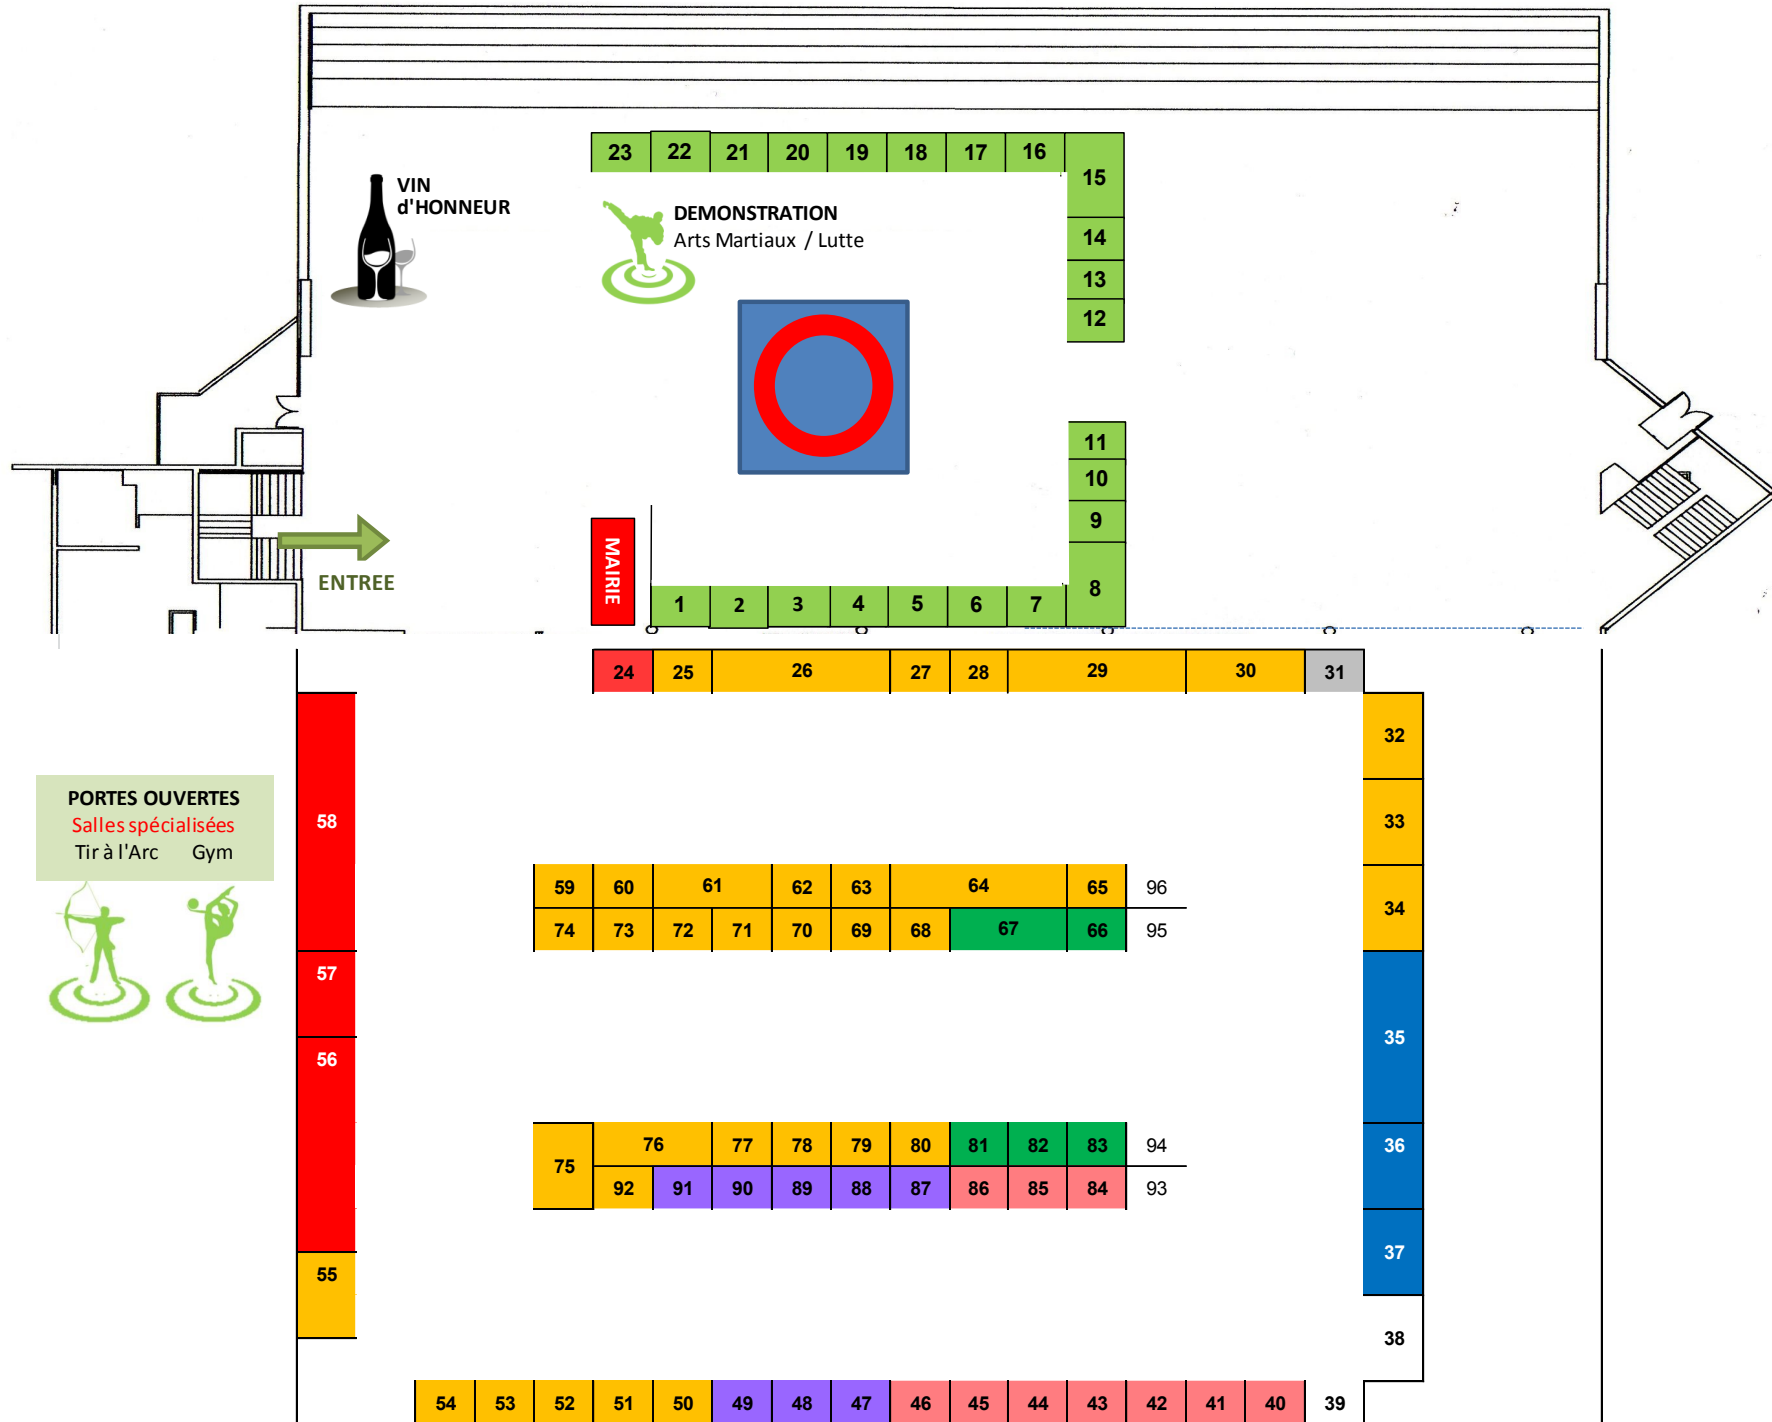 23 22 21 20 19 18 17 16
15
VIN
d'HONNEUR
DEMONSTRATION
Arts Martiaux / Lutte
14
13
12
11
10
9
8
ENTREE
MAIRIE
1 2 3 4 5 6 7
24 25 26 27 28 29 30 31
32
33
34
35
36
37
38
PORTES OUVERTES
Salles spécialisées
Tir à l'Arc Gym
58
57
56
55
59 60 61 62 63 64 65 96
74 73 72 71 70 69 68 67 66 95
75
76 77 78 79 80 81 82 83 94
92 91 90 89 88 87 86 85 84 93
54 53 52 51 50 49 48 47 46 45 44 43 42 41 40 39